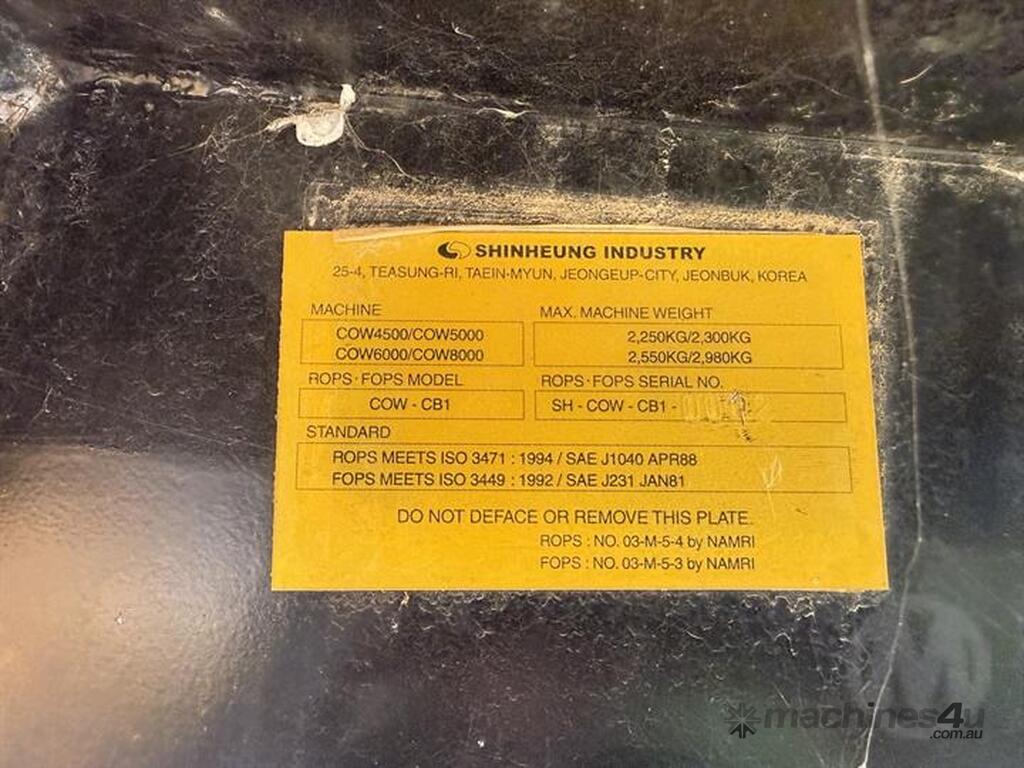 SHINHEUNG INDUSTRY
25-4, TEASUNG-RI, TAEIN-MYUN, JEONGEUP-CITY, JEONBUK, KOREA
MACHINE
COW4500/COW5000
COW6000/COW8000
MAX. MACHINE WEIGHT
2,250KG/2,300KG
2,550KG/2,980KG
ROPS·FOPS MODEL
COW - CB1
ROPS·FOPS SERIAL NO.
SH - COW - CB1 -
STANDARD
ROPS MEETS ISO 3471 : 1994 / SAE J1040 APR88
FOPS MEETS ISO 3449 : 1992 / SAE J231 JAN81
DO NOT DEFACE OR REMOVE THIS PLATE.
ROPS : NO. 03-M-5-4 by NAMRI
FOPS : NO. 03-M-5-3 by NAMRI
machines4u
.com.au